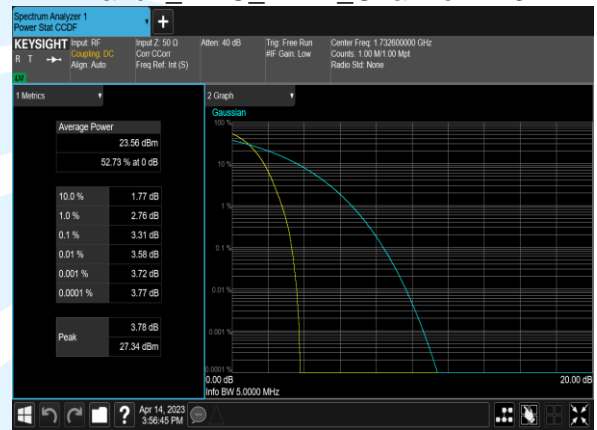 Spectrum Analyzer 1
Power Stat CCDF
KEYSIGHT
R T
LXI
Input: RF
Coupling: DC
Align: Auto
Input Z: 50 Ω
Corr CCorr
Freq Ref: Int (S)
Atten: 40 dB
Trig: Free Run
#IF Gain: Low
Center Freq: 1.732600000 GHz
Counts: 1.00 M/1.00 Mpt
Radio Std: None
1 Metrics
Average Power
23.56 dBm
52.73 % at 0 dB
10.0 % 1.77 dB
1.0 % 2.76 dB
0.1 % 3.31 dB
0.01 % 3.58 dB
0.001 % 3.72 dB
0.0001 % 3.77 dB
Peak
3.78 dB
27.34 dBm
2 Graph
Gaussian
100 %
10 %
1 %
0.1 %
0.01 %
0.001 %
0.0001 %
0.00 dB
20.00 dB
Info BW 5.0000 MHz
?
Apr 14, 2023
3:56:45 PM